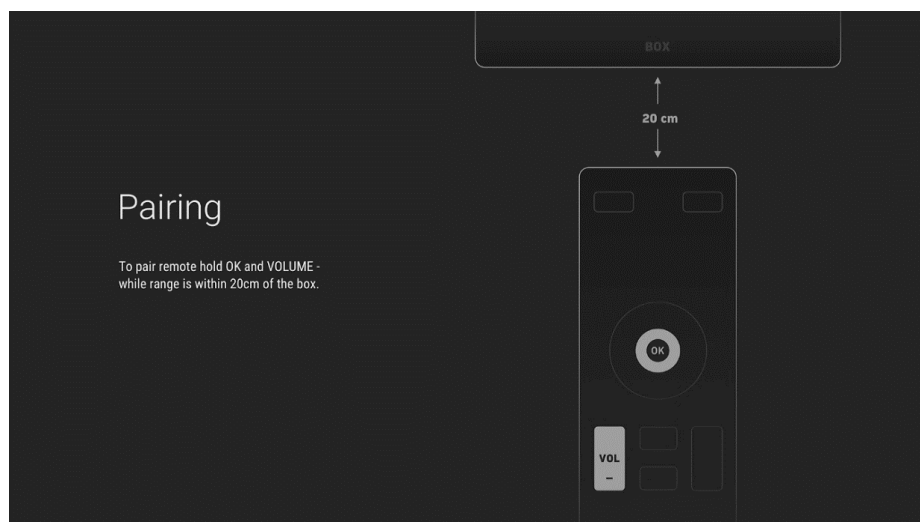 BOX
20 cm
Pairing
To pair remote hold OK and VOLUME -
while range is within 20cm of the box.
OK
VOL
-